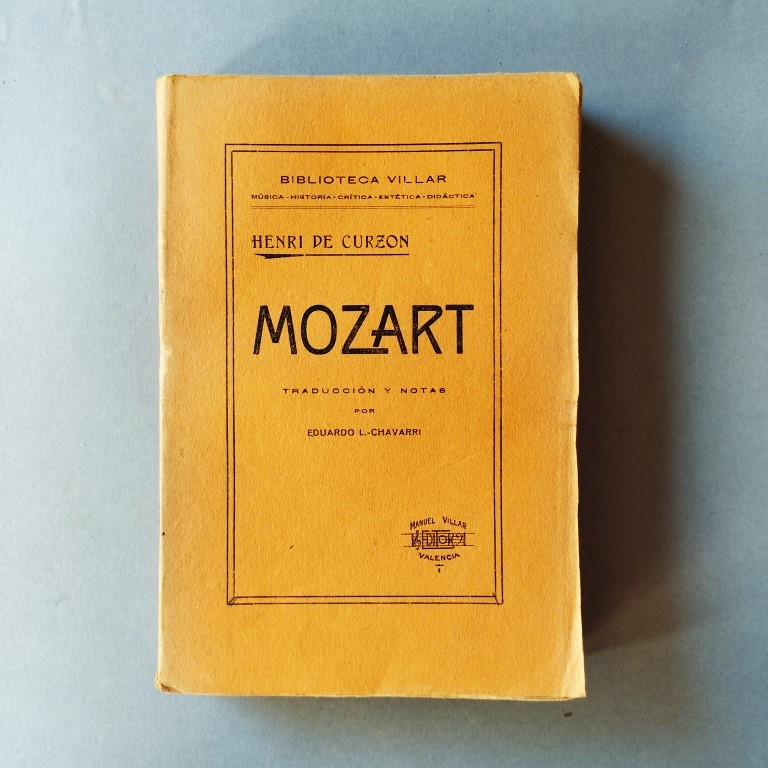 BIBLIOTECA VILLAR
MÚSICA - HISTORIA - CRÍTICA - ESTÉTICA - DIDÁCTICA
HENRI DE CURZON
MOZART
TRADUCCIÓN Y NOTAS
POR
EDUARDO L.-CHAVARRI
MANUEL VILLAR
EDITOR
VALENCIA